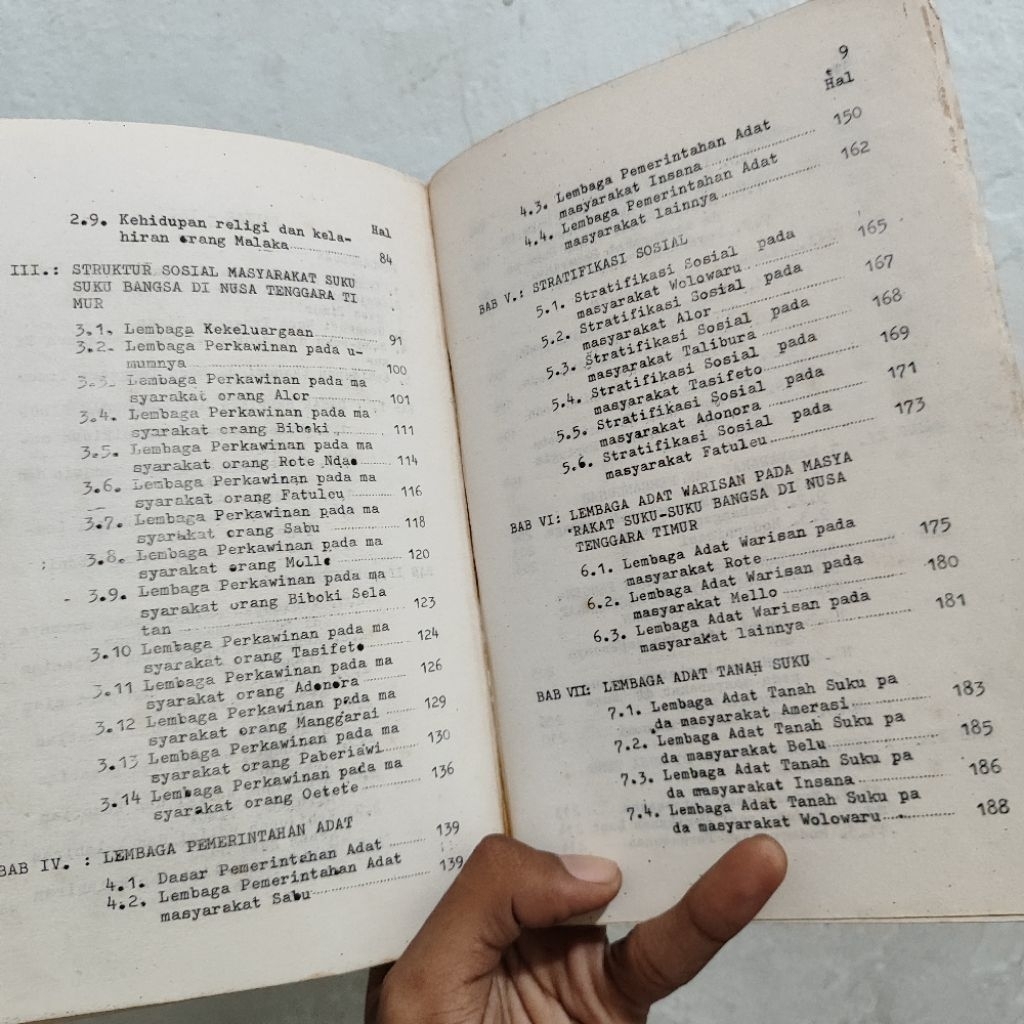 Hal
2.9. Kehidupan religi dan kela-
hiran orang Malaka 84
III.: STRUKTUR SOSIAL MASYARAKAT SUKU
SUKU BANGSA DI NUSA TENGGARA TI
MUR
3.1. Lembaga Kekeluargaan 91
3.2. Lembaga Perkawinan pada u-
mumnya 100
3.3. Lembaga Perkawinan pada ma
syarakat orang Alor 101
3.4. Lembaga Perkawinan pada ma
syarakat orang Biboki 111
3.5. Lembaga Perkawinan pada ma
syarakat orang Rote Ndao 114
3.6. Lembaga Perkawinan pada ma
syarakat orang Fatuleu 116
3.7. Lembaga Perkawinan pada ma
syarakat orang Sabu 118
3.8. Lembaga Perkawinan pada ma
syarakat orang Mollo 120
3.9. Lembaga Perkawinan pada ma
syarakat orang Biboki Sela
tan 123
3.10 Lembaga Perkawinan pada ma
syarakat orang Tasifeto 124
3.11 Lembaga Perkawinan pada ma
syarakat orang Adonora 126
3.12 Lembaga Perkawinan pada ma
syarakat orang Manggarai 129
3.13 Lembaga Perkawinan pada ma
syarakat orang Paberiawi 130
3.14 Lembaga Perkawinan pada ma
syarakat orang Oetete 136
BAB IV. : LEMBAGA PEMERINTAHAN ADAT
4.1. Dasar Pemerintahan Adat 139
4.2. Lembaga Pemerintahan Adat
masyarakat Sabu 139
9
Hal
4.3. Lembaga Pemerintahan Adat
masyarakat Insana 150
4.4. Lembaga Pemerintahan Adat
masyarakat lainnya 162
BAB V.: STRATIFIKASI SOSIAL
5.1. Stratifikasi Sosial pada
masyarakat Wolowaru 165
5.2. Stratifikasi Sosial pada
masyarakat Alor 167
5.3. Stratifikasi Sosial pada
masyarakat Talibura 168
5.4. Stratifikasi Sosial pada
masyarakat Tasifeto 169
5.5. Stratifikasi Sosial pada
masyarakat Adonora 171
5.6. Stratifikasi Sosial pada
masyarakat Fatuleu 173
BAB VI: LEMBAGA ADAT WARISAN PADA MASYA
RAKAT SUKU-SUKU BANGSA DI NUSA
TENGGARA TIMUR
6.1. Lembaga Adat Warisan pada
masyarakat Rote 175
6.2. Lembaga Adat Warisan pada
masyarakat Mello 180
6.3. Lembaga Adat Warisan pada
masyarakat lainnya 181
BAB VII: LEMBAGA ADAT TANAH SUKU
7.1. Lembaga Adat Tanah Suku pa
da masyarakat Amerasi 183
7.2. Lembaga Adat Tanah Suku pa
da masyarakat Belu 185
7.3. Lembaga Adat Tanah Suku pa
da masyarakat Insana 186
7.4. Lembaga Adat Tanah Suku pa
da masyarakat Wolowaru 188